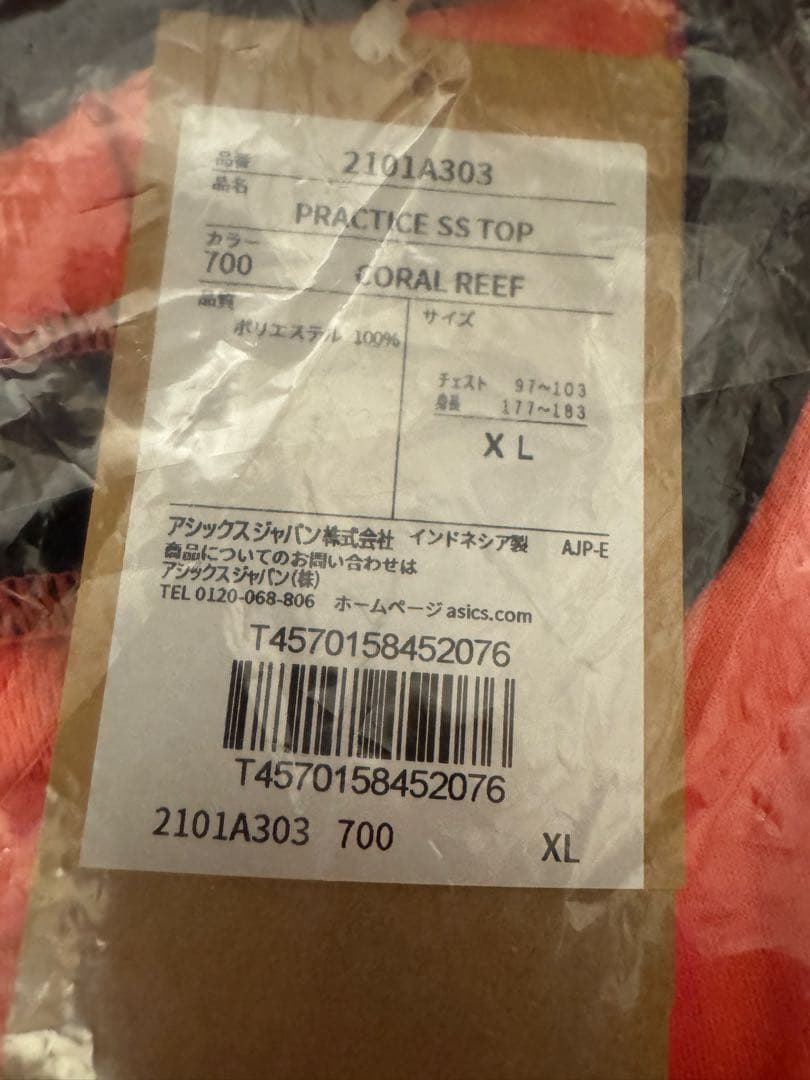 品番 2101A303
品名
PRACTICE SS TOP
カラー
700 CORAL REEF
品質
ポリエステル 100%
サイズ
チェスト 97~103
身長 177~183
XL
アシックスジャパン株式会社 インドネシア製 AJP-E
商品についてのお問い合わせは
アシックスジャパン(株)
TEL 0120-068-806 ホームページ asics.com
T4570158452076
T4570158452076
2101A303 700 XL